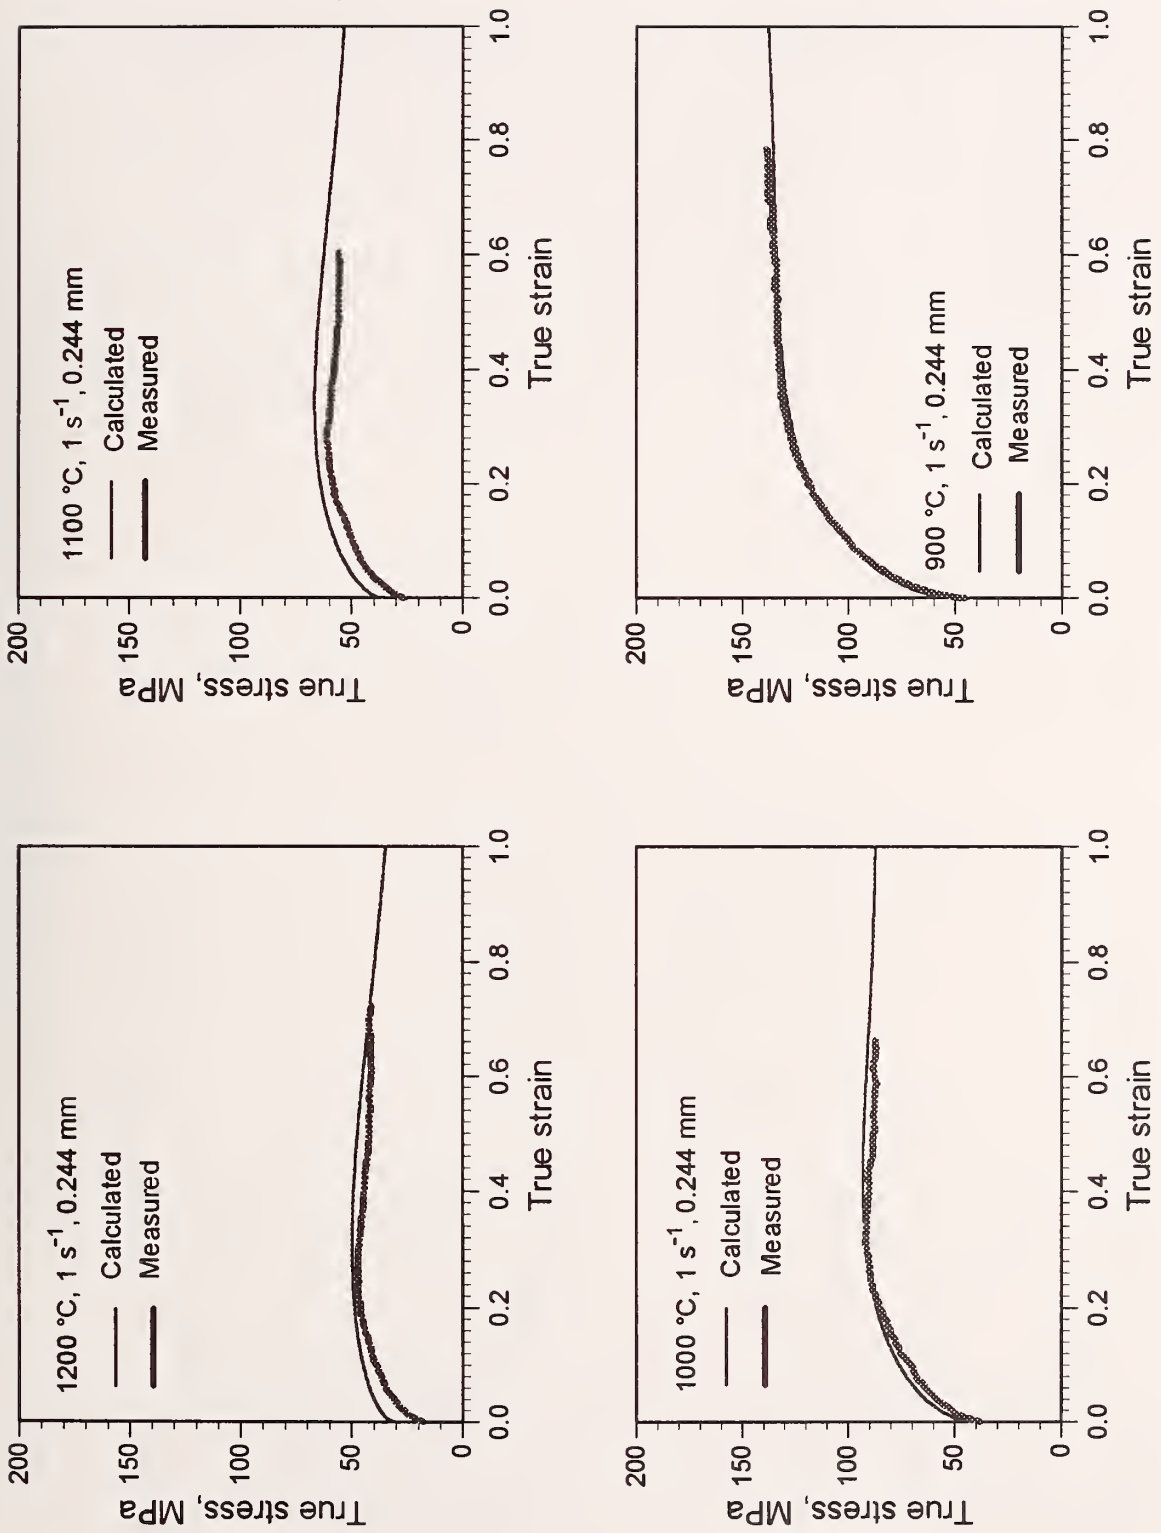 200
150
100
50
0
True stress, MPa
1200 °C, 1 s⁻¹, 0.244 mm
Calculated
Measured
0.0 0.2 0.4 0.6 0.8 1.0
True strain
200
150
100
50
0
True stress, MPa
1100 °C, 1 s⁻¹, 0.244 mm
Calculated
Measured
0.0 0.2 0.4 0.6 0.8 1.0
True strain
200
150
100
50
0
True stress, MPa
1000 °C, 1 s⁻¹, 0.244 mm
Calculated
Measured
0.0 0.2 0.4 0.6 0.8 1.0
True strain
200
150
100
50
0
True stress, MPa
900 °C, 1 s⁻¹, 0.244 mm
Calculated
Measured
0.0 0.2 0.4 0.6 0.8 1.0
True strain